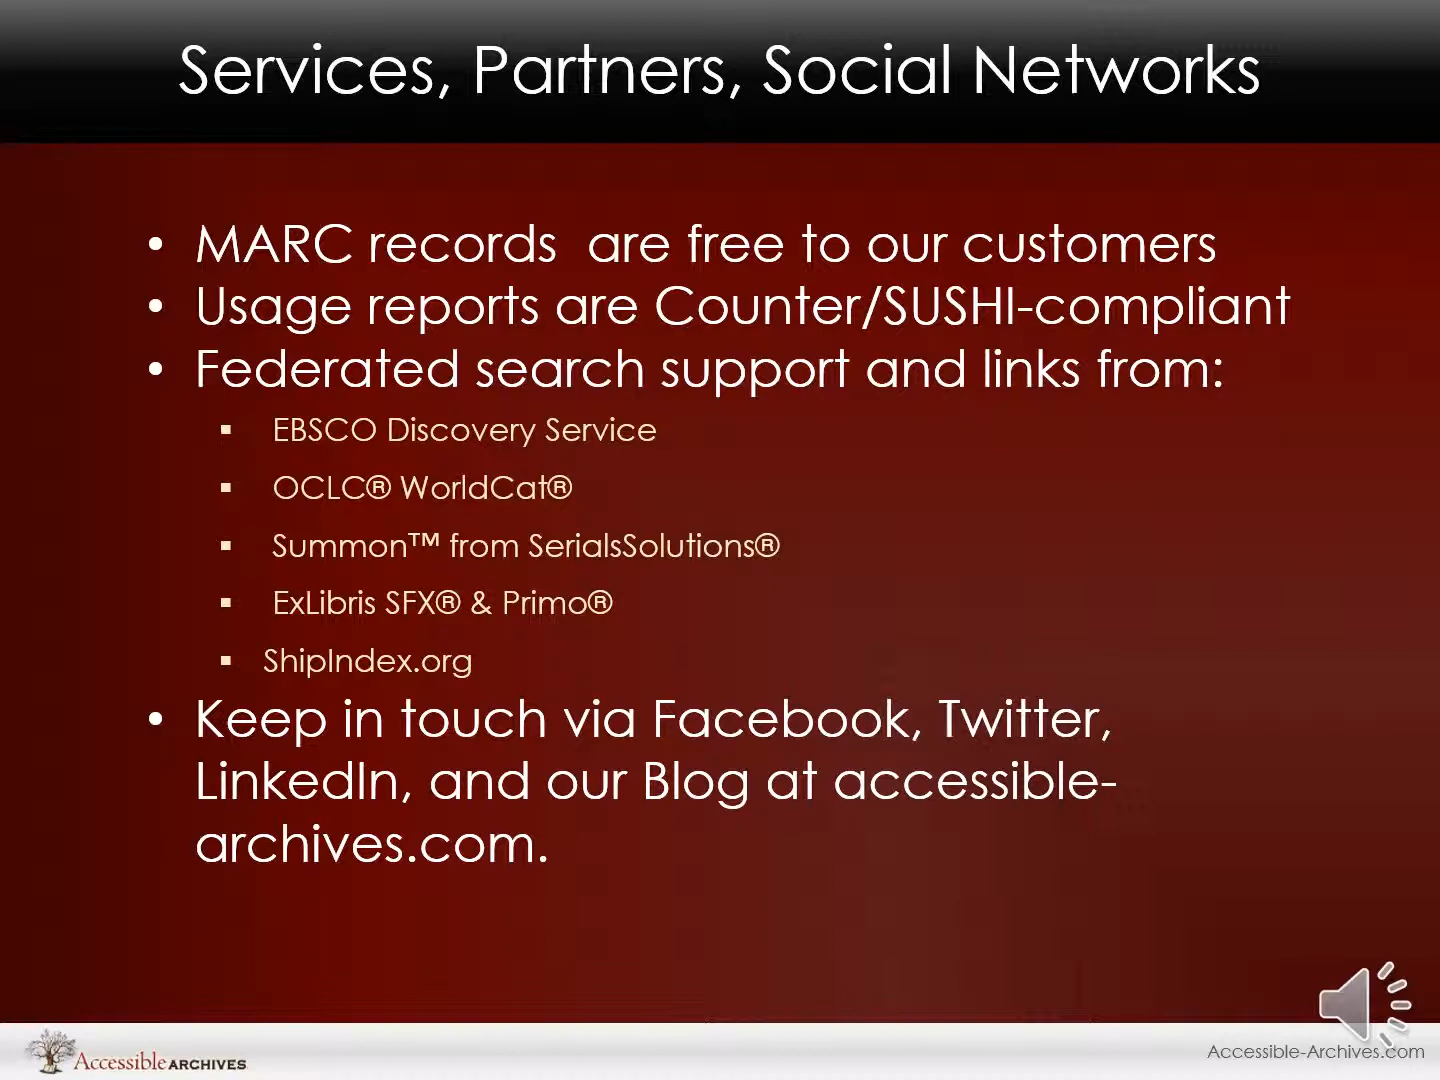 Services, Partners, Social Networks
• MARC records  are free to our customers
• Usage reports are Counter/SUSHI-compliant
• Federated search support and links from:
▪ EBSCO Discovery Service
▪ OCLC® WorldCat®
▪ Summon™ from SerialsSolutions®
▪ ExLibris SFX® & Primo®
▪ ShipIndex.org
• Keep in touch via Facebook, Twitter,
LinkedIn, and our Blog at accessible-
archives.com.
Accessible ARCHIVES
Accessible-Archives.com